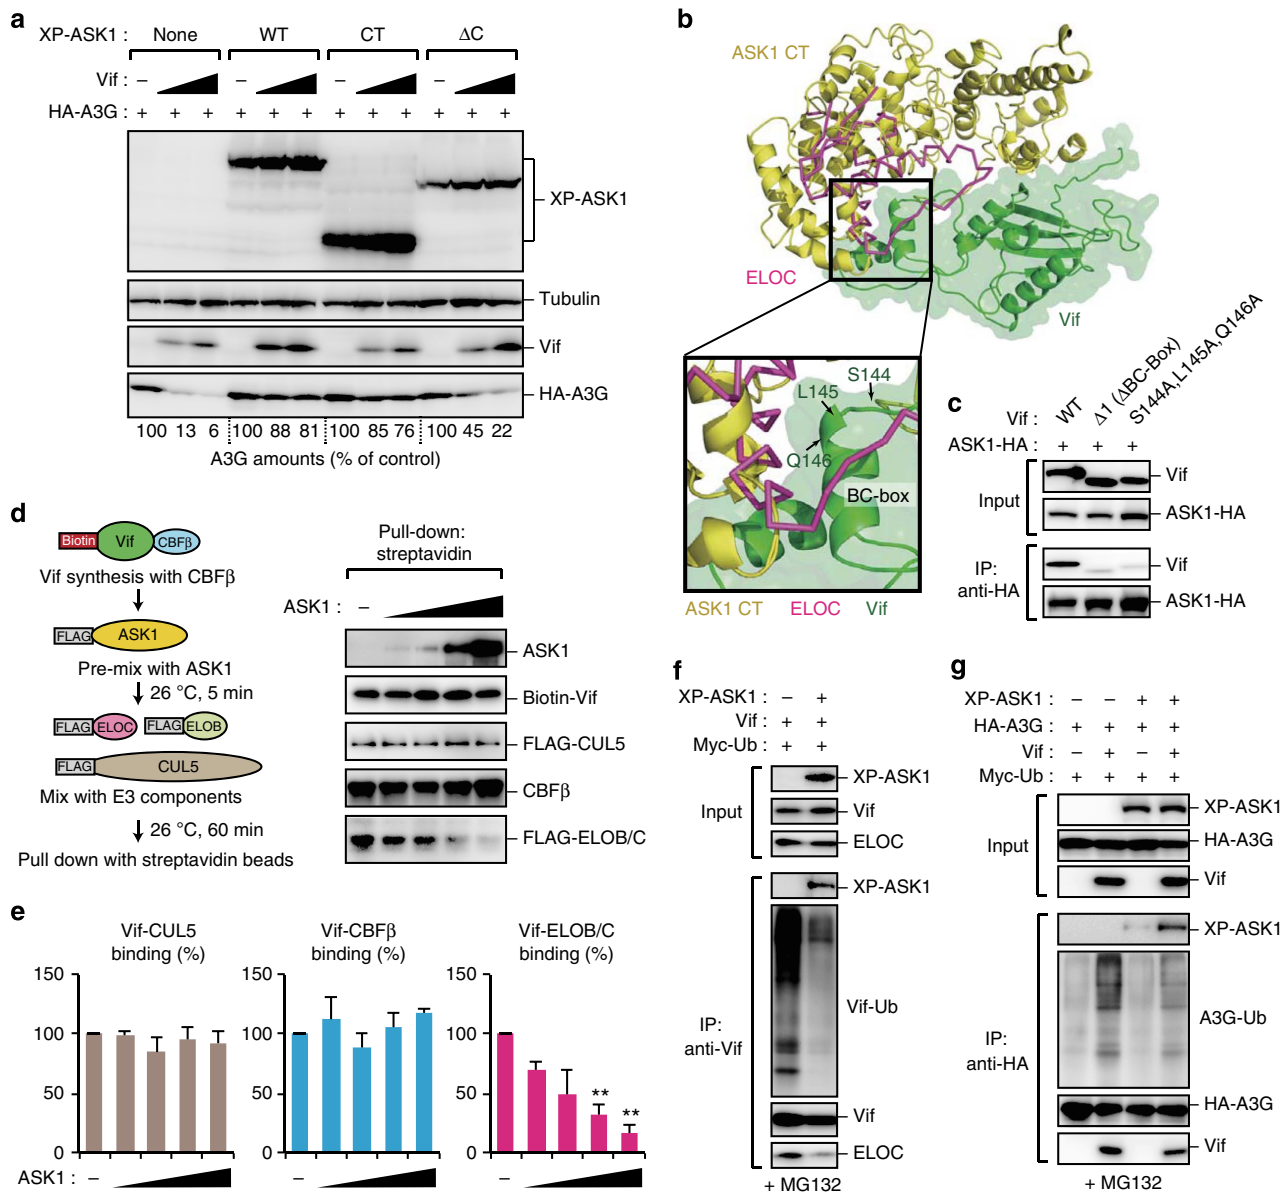 a
XP-ASK1 : None WT CT ΔC
Vif : – – – –
HA-A3G : + + + + + + + + + + + +
XP-ASK1
Tubulin
Vif
HA-A3G
100 13 6 100 88 81 100 85 76 100 45 22
A3G amounts (% of control)
b
ASK1 CT
ELOC
Vif
S144
L145
Q146
BC-box
ASK1 CT ELOC Vif
c
Vif : WT Δ1 (ΔBC-Box) S144A,L145A,Q146A
ASK1-HA : + + +
Input
Vif
ASK1-HA
IP:
anti-HA
Vif
ASK1-HA
d
Biotin Vif CBFβ
Vif synthesis with CBFβ
FLAG ASK1
Pre-mix with ASK1
26 °C, 5 min
FLAG ELOC FLAG ELOB
FLAG CUL5
Mix with E3 components
26 °C, 60 min
Pull down with streptavidin beads
Pull-down:
streptavidin
ASK1 : –
ASK1
Biotin-Vif
FLAG-CUL5
CBFβ
FLAG-ELOB/C
e
Vif-CUL5
binding (%)
150
100
50
0
ASK1 : –
Vif-CBFβ
binding (%)
150
100
50
0
–
Vif-ELOB/C
binding (%)
150
100
50
0
** **
–
f
XP-ASK1 : – +
Vif : + +
Myc-Ub : + +
Input
XP-ASK1
Vif
ELOC
IP:
anti-Vif
XP-ASK1
Vif-Ub
Vif
ELOC
+ MG132
g
XP-ASK1 : – – + +
HA-A3G : + + + +
Vif : – + – +
Myc-Ub : + + + +
Input
XP-ASK1
HA-A3G
Vif
IP:
anti-HA
XP-ASK1
A3G-Ub
HA-A3G
Vif
+ MG132